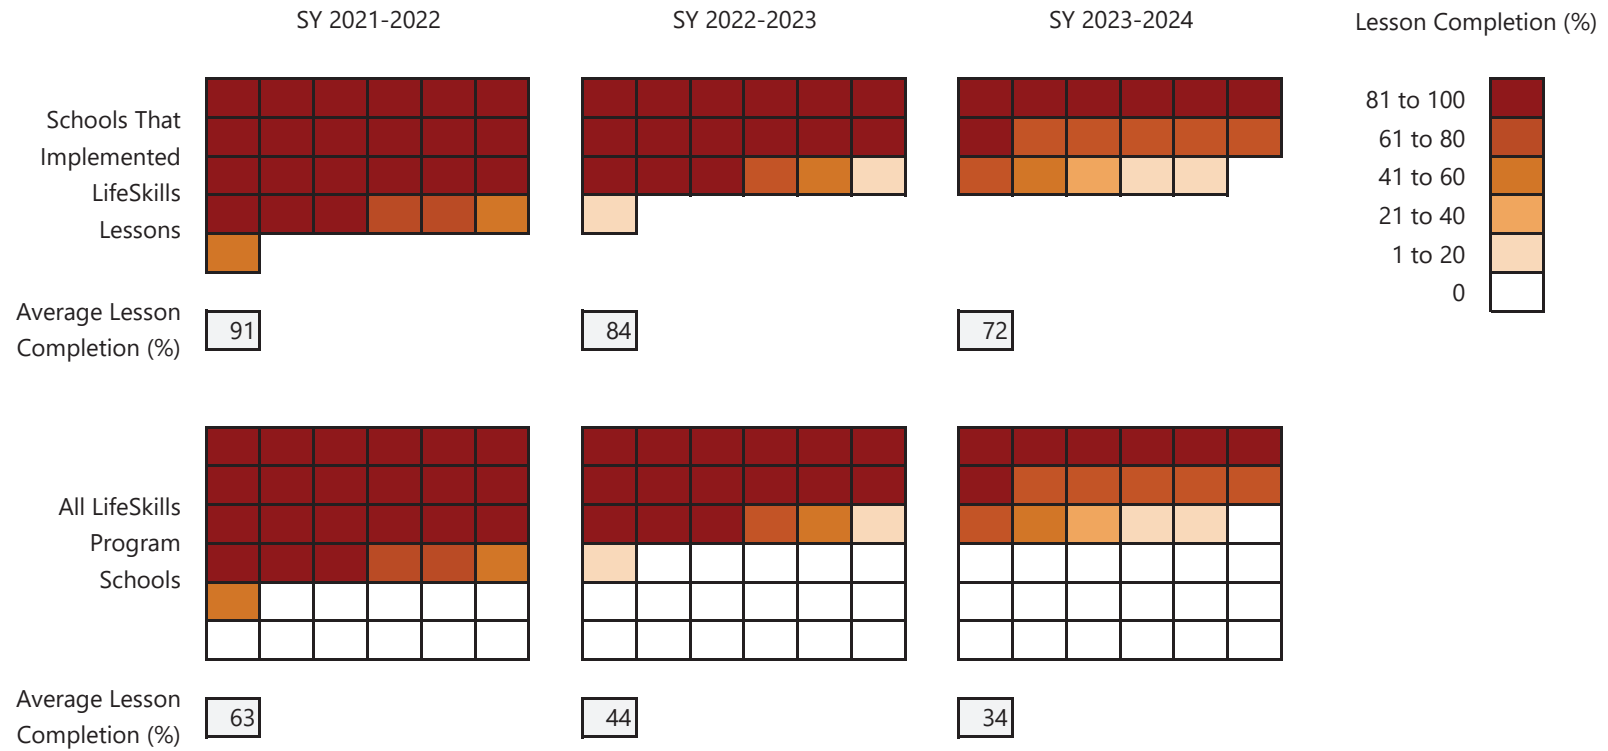 SY 2021-2022
SY 2022-2023
SY 2023-2024
Lesson Completion (%)
Schools That
Implemented
LifeSkills
Lessons
81 to 100
61 to 80
41 to 60
21 to 40
1 to 20
0
Average Lesson
Completion (%)
91
84
72
All LifeSkills
Program
Schools
Average Lesson
Completion (%)
63
44
34